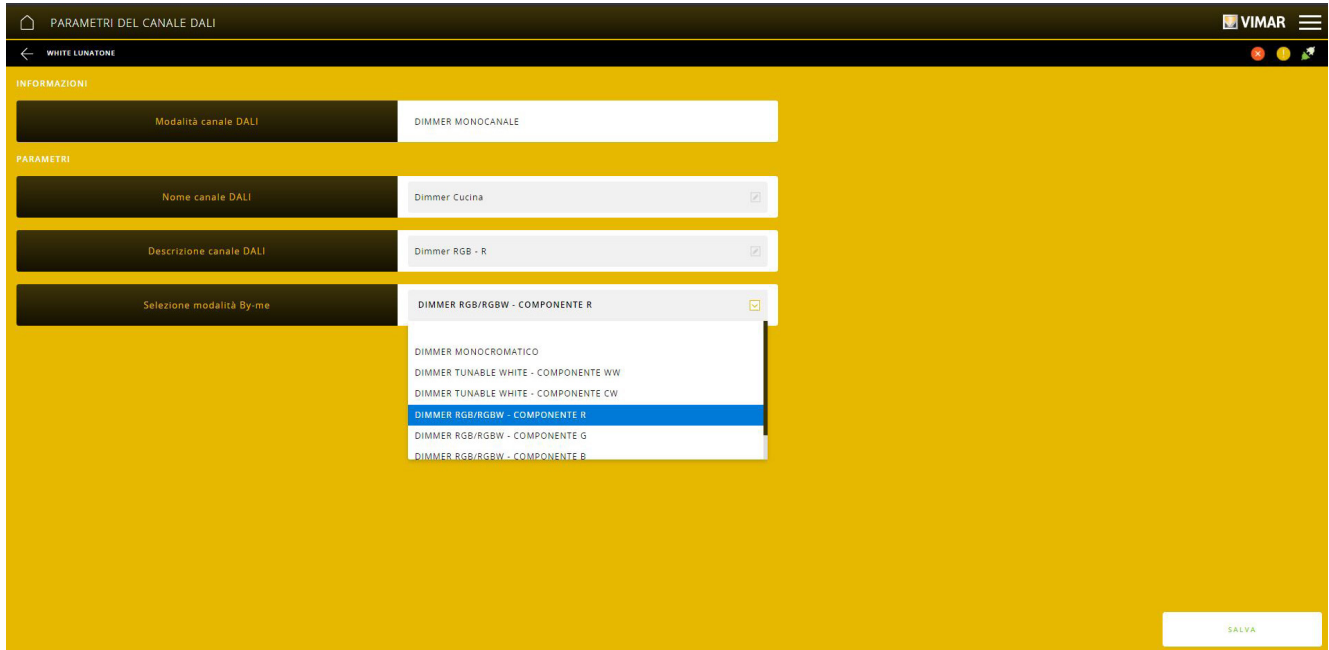 PARAMETRI DEL CANALE DALI
VIMAR
WHITE LUNATONE
INFORMAZIONI
Modalità canale DALI
DIMMER MONOCANALE
PARAMETRI
Nome canale DALI
Dimmer Cucina
Descrizione canale DALI
Dimmer RGB - R
Selezione modalità By-me
DIMMER RGB/RGBW - COMPONENTE R
DIMMER MONOCROMATICO
DIMMER TUNABLE WHITE - COMPONENTE WW
DIMMER TUNABLE WHITE - COMPONENTE CW
DIMMER RGB/RGBW - COMPONENTE R
DIMMER RGB/RGBW - COMPONENTE G
DIMMER RGB/RGBW - COMPONENTE B
SALVA